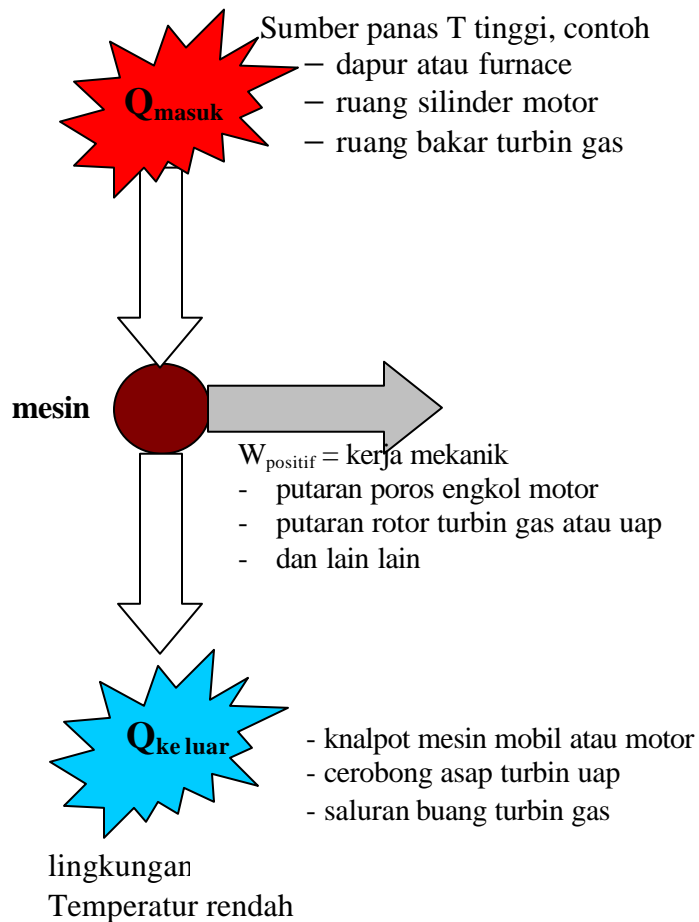 Sumber panas T tinggi, contoh
– dapur atau furnace
– ruang silinder motor
– ruang bakar turbin gas
Qmasuk
mesin
Wpositif = kerja mekanik
- putaran poros engkol motor
- putaran rotor turbin gas atau uap
- dan lain lain
Qke luar
- knalpot mesin mobil atau motor
- cerobong asap turbin uap
- saluran buang turbin gas
lingkungan
Temperatur rendah